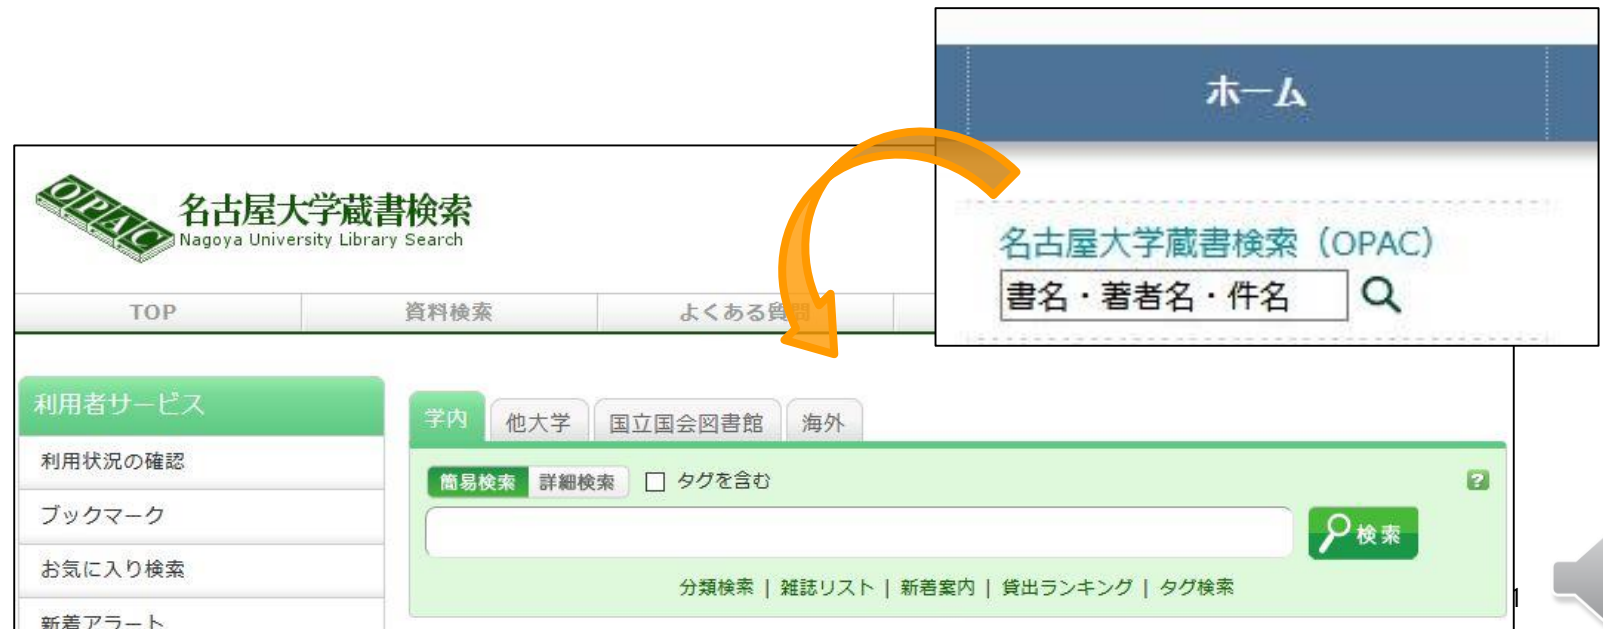 ホーム
名古屋大学蔵書検索（OPAC）
書名・著者名・件名
OPAC
名古屋大学蔵書検索
Nagoya University Library Search
TOP
資料検索
よくある質問
利用者サービス
利用状況の確認
ブックマーク
お気に入り検索
新着アラート
学内 他大学 国立国会図書館 海外
簡易検索 詳細検索 タグを含む ?
検索
分類検索 | 雑誌リスト | 新着案内 | 貸出ランキング | タグ検索
1